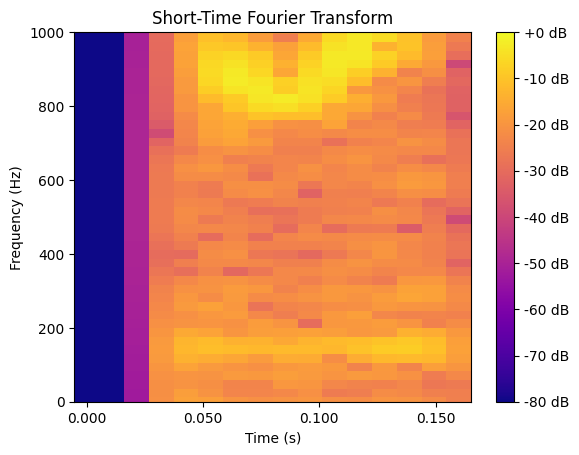 Short-Time Fourier Transform
1000
800
600
400
200
0
Frequency (Hz)
0.000
0.050
0.100
0.150
Time (s)
+0 dB
-10 dB
-20 dB
-30 dB
-40 dB
-50 dB
-60 dB
-70 dB
-80 dB